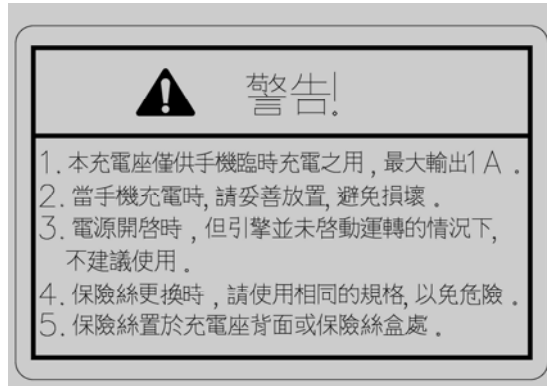 警告!
1. 本充電座僅供手機臨時充電之用，最大輸出1A。
2. 當手機充電時, 請妥善放置, 避免損壞。
3. 電源開啓時，但引擎並未啓動運轉的情況下,
不建議使用。
4. 保險絲更換時，請使用相同的規格, 以免危險。
5. 保險絲置於充電座背面或保險絲盒處。